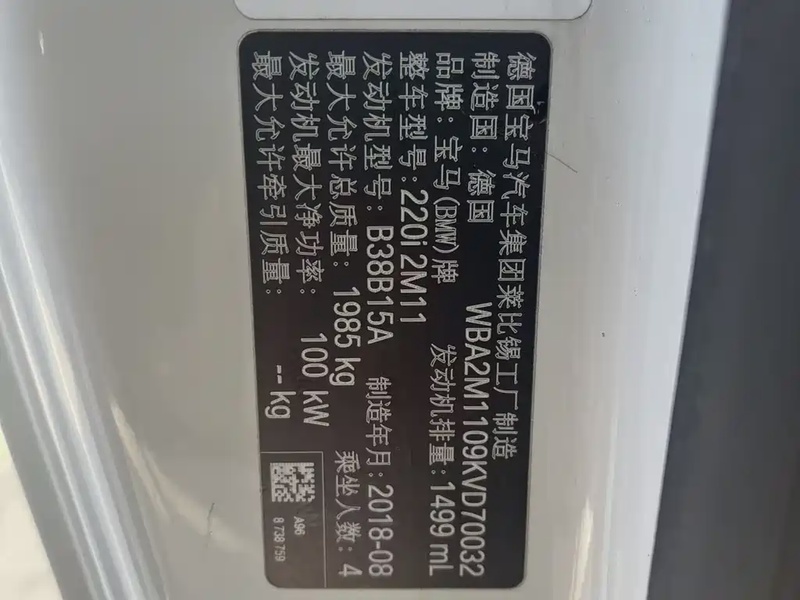 德国宝马汽车集团莱比锡工厂制造
制造国：德国 WBA2M1109KVD70032
品牌：宝马(BMW)牌 发动机排量：1499 mL
整车型号：220i 2M11
发动机型号：B38B15A 制造年月：2018-08
最大允许总质量：1985 kg 乘坐人数：4
发动机最大净功率：100 kW
最大允许牵引质量：-- kg
A96
8 738 759